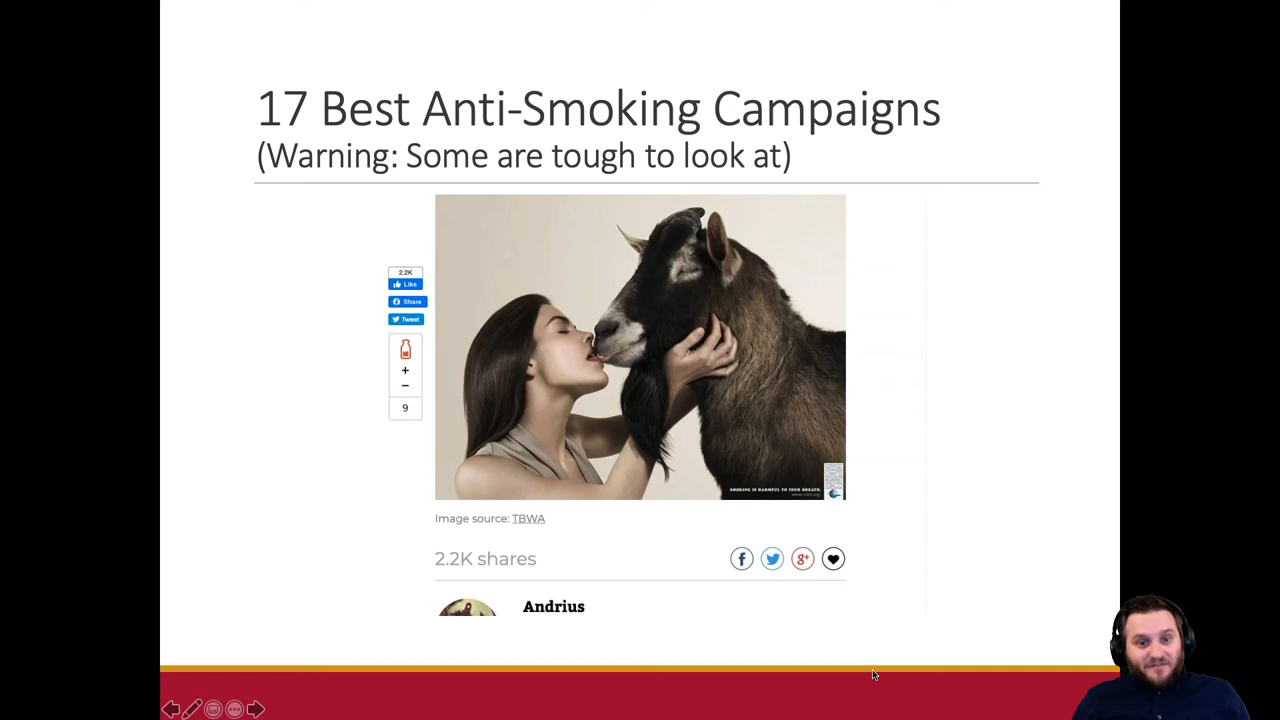 17 Best Anti-Smoking Campaigns
(Warning: Some are tough to look at)
2.2K
Like
Share
Tweet
+
−
9
SMOKING IS HARMFUL TO YOUR BREATH.
Image source: TBWA
2.2K shares
Andrius